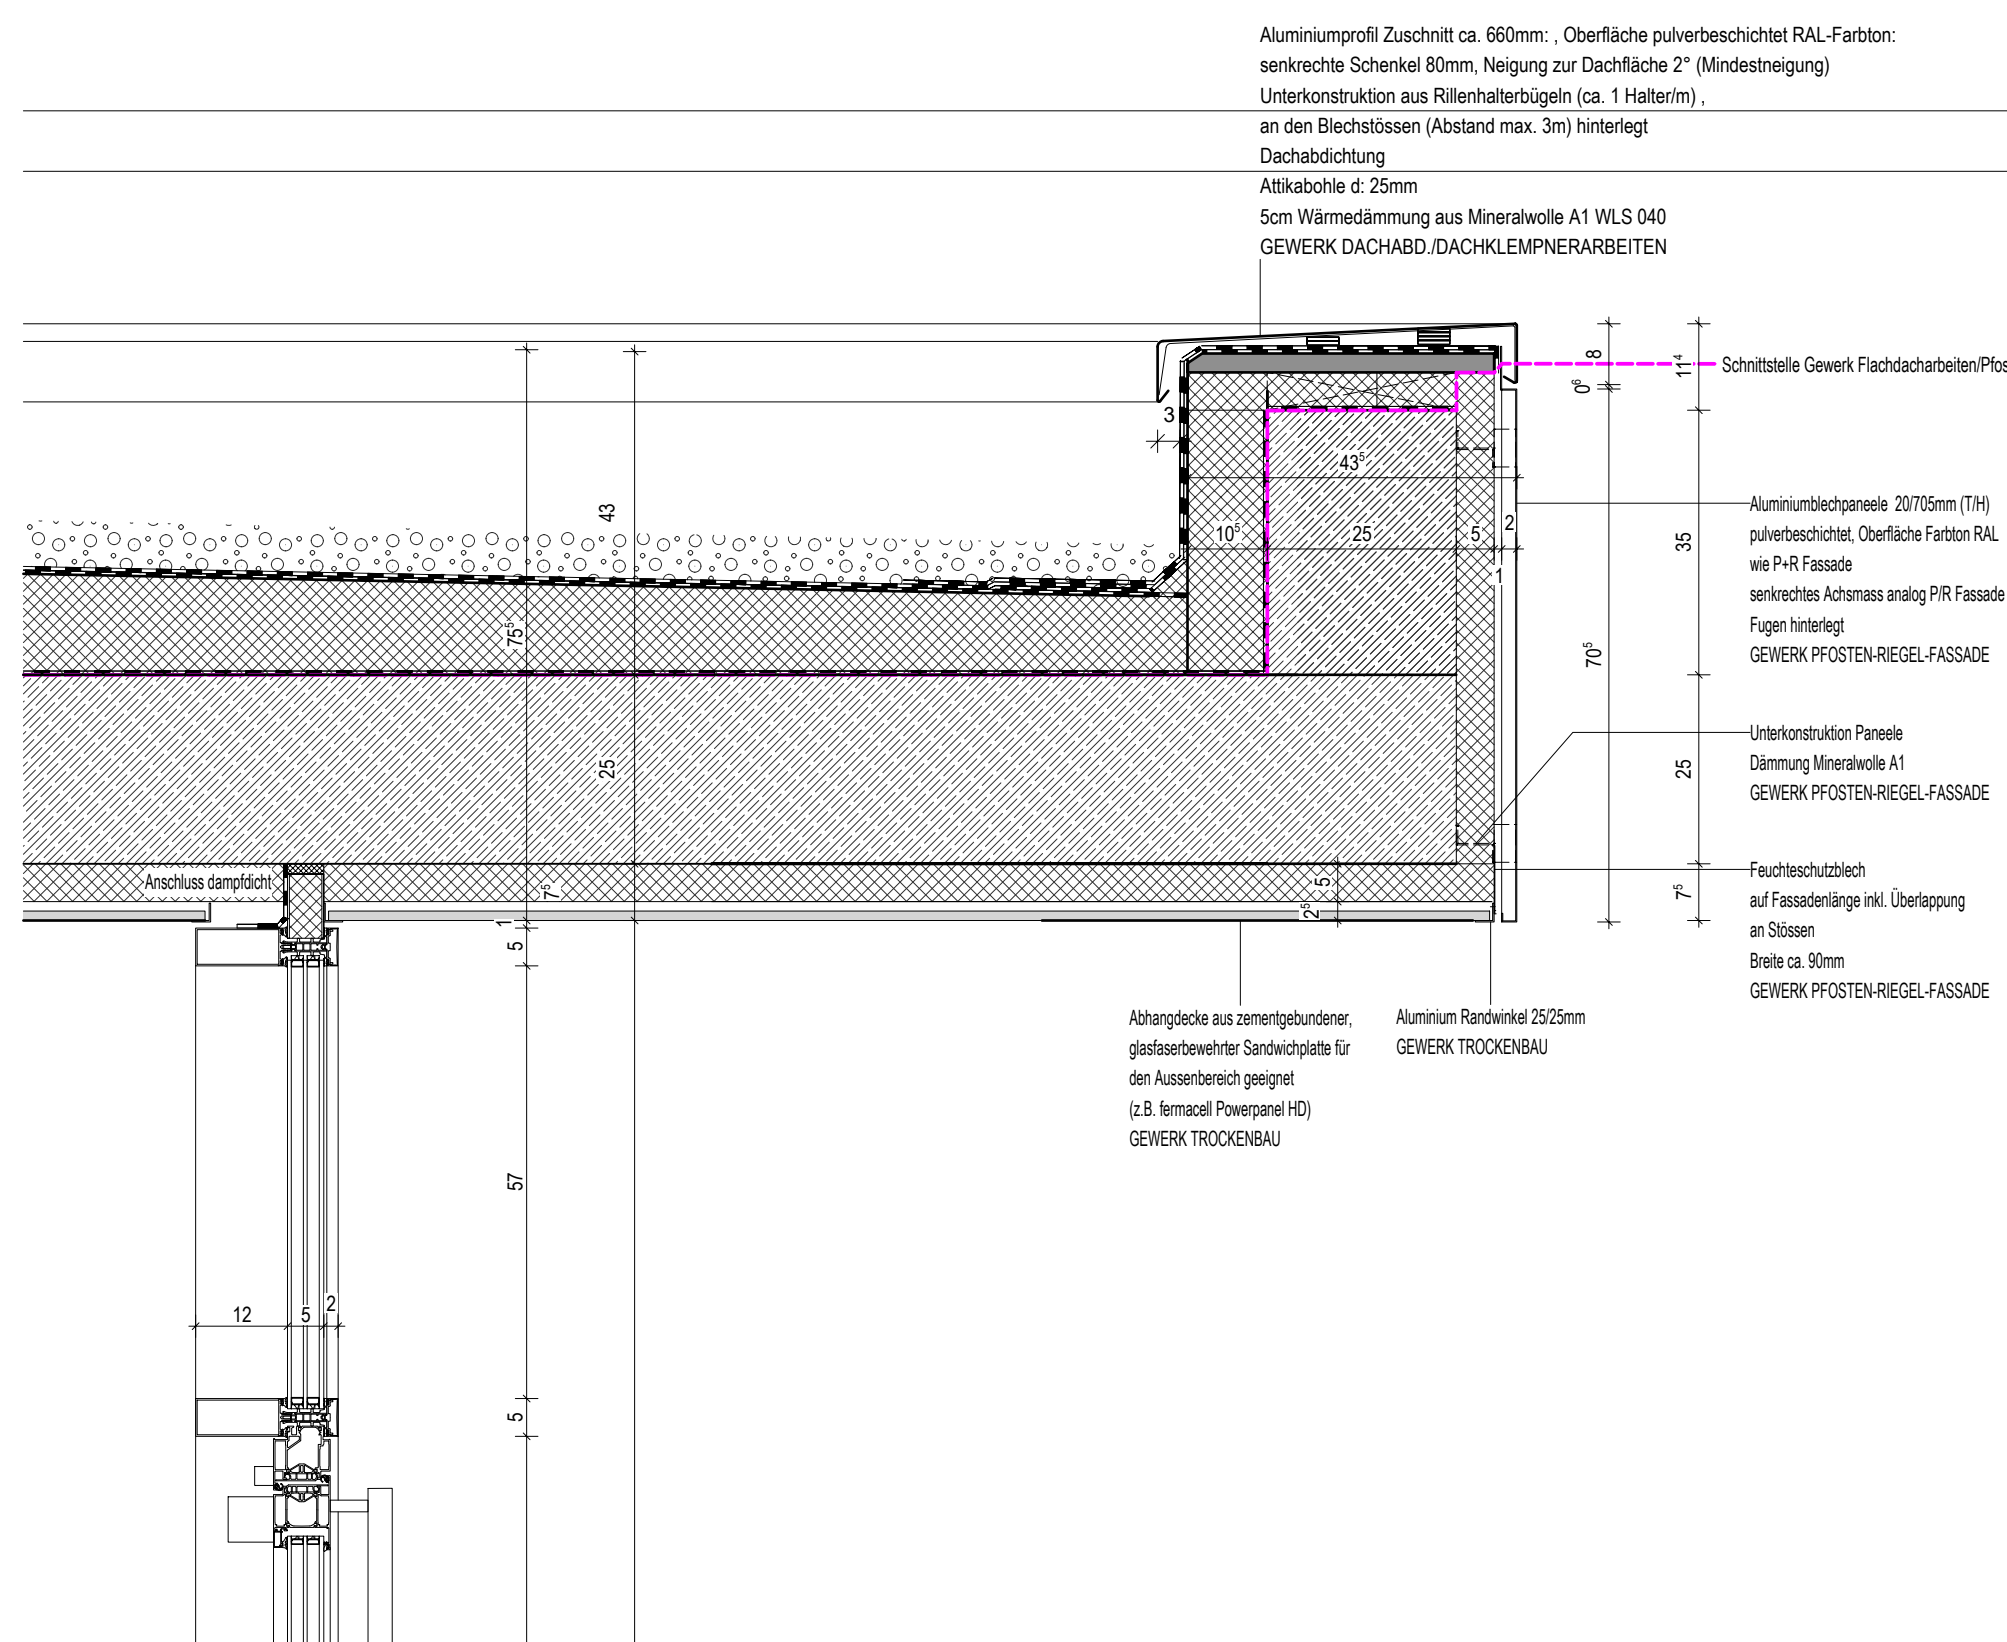 Aluminiumprofil Zuschnitt ca. 660mm: , Oberfläche pulverbeschichtet RAL-Farbton:
senkrechte Schenkel 80mm, Neigung zur Dachfläche 2° (Mindestneigung)
Unterkonstruktion aus Rillenhalterbügeln (ca. 1 Halter/m) ,
an den Blechstössen (Abstand max. 3m) hinterlegt
Dachabdichtung
Attikabohle d: 25mm
5cm Wärmedämmung aus Mineralwolle A1 WLS 040
GEWERK DACHABD./DACHKLEMPNERARBEITEN
8
11⁴
Schnittstelle Gewerk Flachdacharbeiten/Pfos
0⁶
3
43⁵
43
10⁵
25
5
2
1
35
Aluminiumblechpaneele 20/705mm (T/H)
pulverbeschichtet, Oberfläche Farbton RAL
wie P+R Fassade
senkrechtes Achsmass analog P/R Fassade
Fugen hinterlegt
GEWERK PFOSTEN-RIEGEL-FASSADE
75⁵
70⁵
25
25
Unterkonstruktion Paneele
Dämmung Mineralwolle A1
GEWERK PFOSTEN-RIEGEL-FASSADE
Anschluss dampfdicht
7⁵
5
2⁵
7⁵
1
5
Feuchteschutzblech
auf Fassadenlänge inkl. Überlappung
an Stössen
Breite ca. 90mm
GEWERK PFOSTEN-RIEGEL-FASSADE
Abhangdecke aus zementgebundener,
glasfaserbewehrter Sandwichplatte für
den Aussenbereich geeignet
(z.B. fermacell Powerpanel HD)
GEWERK TROCKENBAU
Aluminium Randwinkel 25/25mm
GEWERK TROCKENBAU
57
12
5
2
5